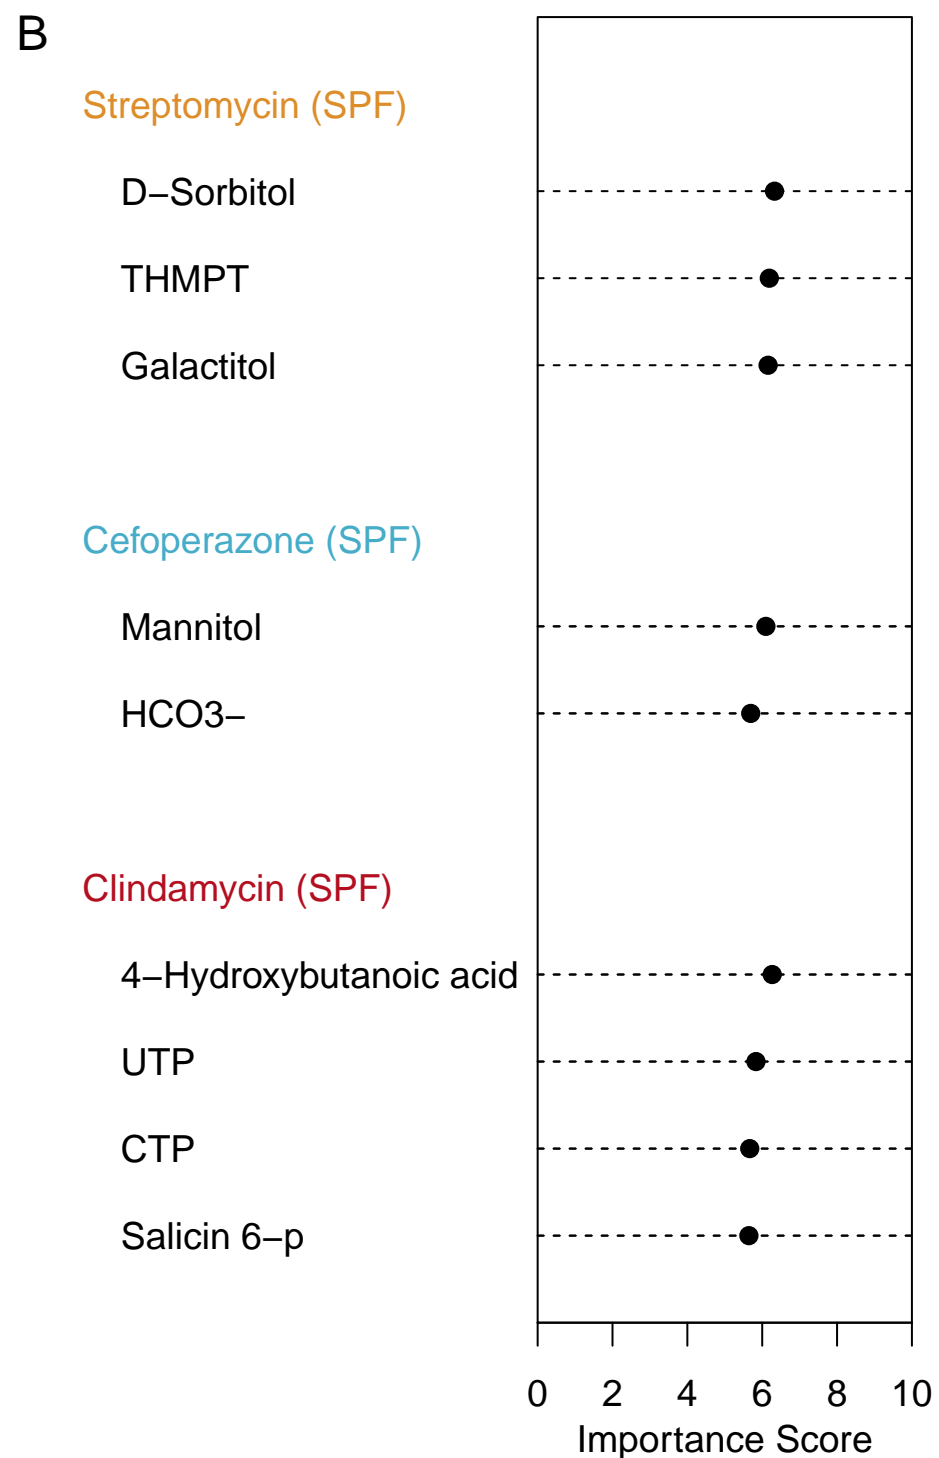 B
Streptomycin (SPF)
D−Sorbitol
THMPT
Galactitol
Cefoperazone (SPF)
Mannitol
HCO3−
Clindamycin (SPF)
4−Hydroxybutanoic acid
UTP
CTP
Salicin 6−p
0 2 4 6 8 10
Importance Score